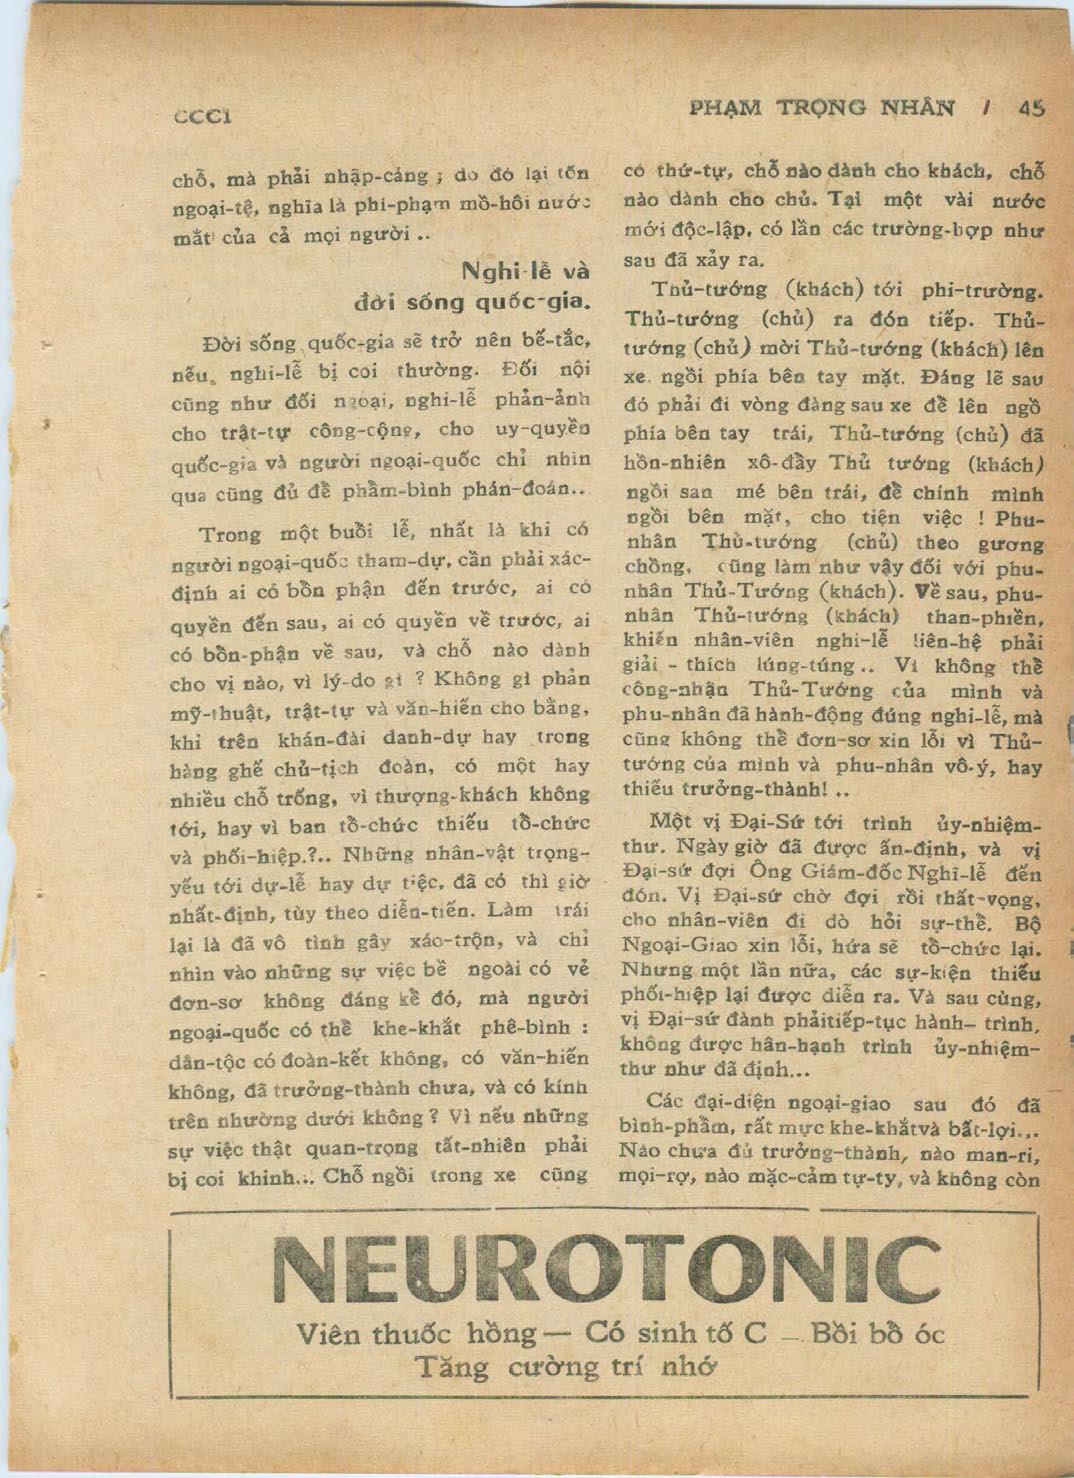 CCC1
PHẠM TRỌNG NHÂN / 45
chỗ, mà phải nhập-cảng ; do đó lại tốn
ngoại-tệ, nghĩa là phi-phạm mồ-hôi nước
mắt của cả mọi người ..
Nghi-lễ và
đời sống quốc-gia.
Đời sống quốc-gia sẽ trở nên bế-tắc,
nếu, nghi-lễ bị coi thường. Đối nội
cũng như đối ngoại, nghi-lễ phản-ảnh
cho trật-tự công-cộng, cho uy-quyền
quốc-gia và người ngoại-quốc chỉ nhìn
qua cũng đủ để phẩm-bình phán-đoán..
Trong một buổi lễ, nhất là khi có
người ngoại-quốc tham-dự, cần phải xác-
định ai có bổn phận đến trước, ai có
quyền đến sau, ai có quyền về trước, ai
có bổn-phận về sau, và chỗ nào dành
cho vị nào, vì lý-do gì ? Không gì phản
mỹ-thuật, trật-tự và văn-hiến cho bằng,
khi trên khán-đài danh-dự hay trong
hàng ghế chủ-tịch đoàn, có một hay
nhiều chỗ trống, vì thượng-khách không
tới, hay vì ban tổ-chức thiếu tổ-chức
và phối-hiệp.?.. Những nhân-vật trọng-
yếu tới dự-lễ hay dự tiệc, đã có thì giờ
nhất-định, tùy theo diễn-tiến. Làm trái
lại là đã vô tình gây xáo-trộn, và chỉ
nhìn vào những sự việc bề ngoài có vẻ
đơn-sơ không đáng kể đó, mà người
ngoại-quốc có thể khe-khắt phê-bình :
dân-tộc có đoàn-kết không, có văn-hiến
không, đã trưởng-thành chưa, và có kính
trên nhường dưới không ? Vì nếu những
sự việc thật quan-trọng tất-nhiên phải
bị coi khinh... Chỗ ngồi trong xe cũng
có thứ-tự, chỗ nào dành cho khách, chỗ
nào dành cho chủ. Tại một vài nước
mới độc-lập, có lần các trường-hợp như
sau đã xảy ra.
Thủ-tướng (khách) tới phi-trường.
Thủ-tướng (chủ) ra đón tiếp. Thủ-
tướng (chủ) mời Thủ-tướng (khách) lên
xe. ngồi phía bên tay mặt. Đáng lẽ sau
đó phải đi vòng đàng sau xe để lên ngồ
phía bên tay trái, Thủ-tướng (chủ) đã
hồn-nhiên xô-đẩy Thủ tướng (khách)
ngồi san mé bên trái, để chính mình
ngồi bên mặt, cho tiện việc ! Phu-
nhân Thủ-tướng (chủ) theo gương
chồng, cũng làm như vậy đối với phu-
nhân Thủ-Tướng (khách). Về sau, phu-
nhân Thủ-tướng (khách) than-phiền,
khiến nhân-viên nghi-lễ liên-hệ phải
giải - thích lúng-túng .. Vì không thể
công-nhận Thủ-Tướng của mình và
phu-nhân đã hành-động đúng nghi-lễ, mà
cũng không thể đơn-sơ xin lỗi vì Thủ-
tướng của mình và phu-nhân vô-ý, hay
thiếu trưởng-thành! ..
Một vị Đại-Sứ tới trình ủy-nhiệm-
thư. Ngày giờ đã được ấn-định, và vị
Đại-sứ đợi Ông Giám-đốc Nghi-lễ đến
đón. Vị Đại-sứ chờ đợi rồi thất-vọng,
cho nhân-viên đi dò hỏi sự-thể. Bộ
Ngoại-Giao xin lỗi, hứa sẽ tổ-chức lại.
Nhưng một lần nữa, các sự-kiện thiếu
phối-hiệp lại được diễn ra. Và sau cùng,
vị Đại-sứ đành phảitiếp-tục hành- trình,
không được hân-hạnh trình ủy-nhiệm-
thư như đã định...
Các đại-diện ngoại-giao sau đó đã
bình-phẩm, rất mực khe-khắtvà bất-lợi...
Nào chưa đủ trưởng-thành, nào man-ri,
mọi-rợ, nào mặc-cảm tự-ty, và không còn
NEUROTONIC
Viên thuốc hồng — Có sinh tố C — Bồi bổ óc
Tăng cường trí nhớ